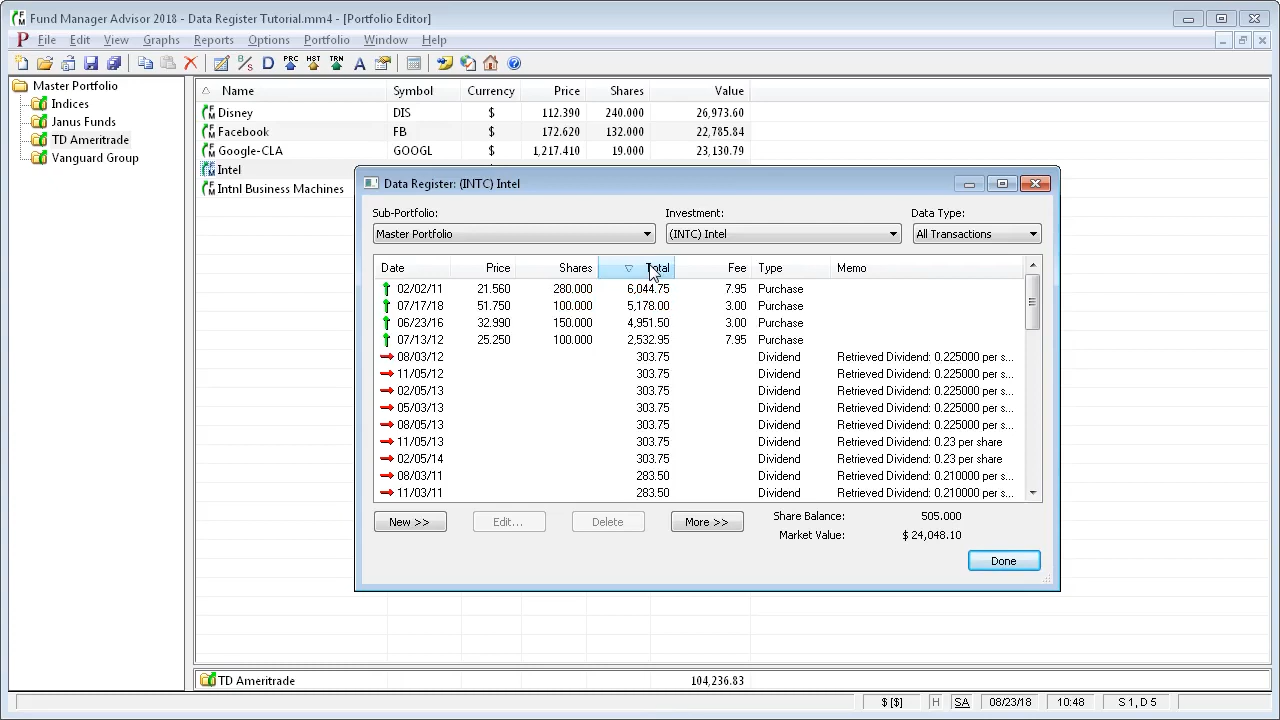 Fund Manager Advisor 2018 - Data Register Tutorial.mm4 - [Portfolio Editor]
File Edit View Graphs Reports Options Portfolio Window Help
Master Portfolio
Indices
Janus Funds
TD Ameritrade
Vanguard Group
Name Symbol Currency Price Shares Value
Disney DIS $ 112.390 240.000 26,973.60
Facebook FB $ 172.620 132.000 22,785.84
Google-CLA GOOGL $ 1,217.410 19.000 23,130.79
Intel
Intnl Business Machines
Data Register: (INTC) Intel
Sub-Portfolio: Investment: Data Type:
Master Portfolio (INTC) Intel All Transactions
Date Price Shares Total Fee Type Memo
02/02/11 21.560 280.000 6,044.75 7.95 Purchase
07/17/18 51.750 100.000 5,178.00 3.00 Purchase
06/23/16 32.990 150.000 4,951.50 3.00 Purchase
07/13/12 25.250 100.000 2,532.95 7.95 Purchase
08/03/12 303.75 Dividend Retrieved Dividend: 0.225000 per s...
11/05/12 303.75 Dividend Retrieved Dividend: 0.225000 per s...
02/05/13 303.75 Dividend Retrieved Dividend: 0.225000 per s...
05/03/13 303.75 Dividend Retrieved Dividend: 0.225000 per s...
08/05/13 303.75 Dividend Retrieved Dividend: 0.225000 per s...
11/05/13 303.75 Dividend Retrieved Dividend: 0.23 per share
02/05/14 303.75 Dividend Retrieved Dividend: 0.23 per share
08/03/11 283.50 Dividend Retrieved Dividend: 0.210000 per s...
11/03/11 283.50 Dividend Retrieved Dividend: 0.210000 per s...
New >> Edit... Delete More >> Share Balance: 505.000
Market Value: $ 24,048.10
Done
TD Ameritrade 104,236.83
$ [$] H SA 08/23/18 10:48 S 1, D 5